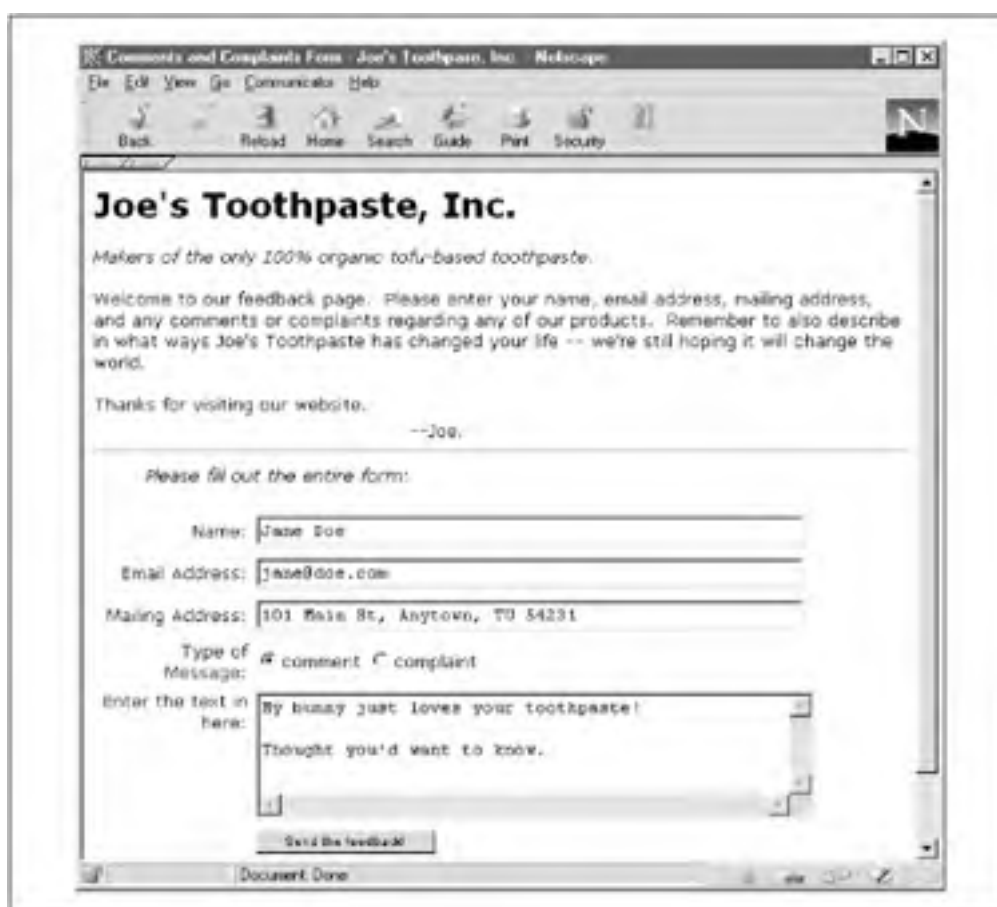 Comments and Complaints Form - Joe's Toothpaste, Inc. - Netscape
File Edit View Go Communicator Help
Back Reload Home Search Guide Print Security
N
Joe's Toothpaste, Inc.
Makers of the only 100% organic tofu-based toothpaste.
Welcome to our feedback page. Please enter your name, email address, mailing address,
and any comments or complaints regarding any of our products. Remember to also describe
in what ways Joe's Toothpaste has changed your life -- we're still hoping it will change the
world.
Thanks for visiting our website.
--Joe.
Please fill out the entire form:
Name: Jane Doe
Email Address: jane@doe.com
Mailing Address: 101 Main St, Anytown, TU 54231
Type of
Message: comment complaint
Enter the text in
here:
My bunny just loves your toothpaste!
Thought you'd want to know.
Send the feedback!
Document: Done